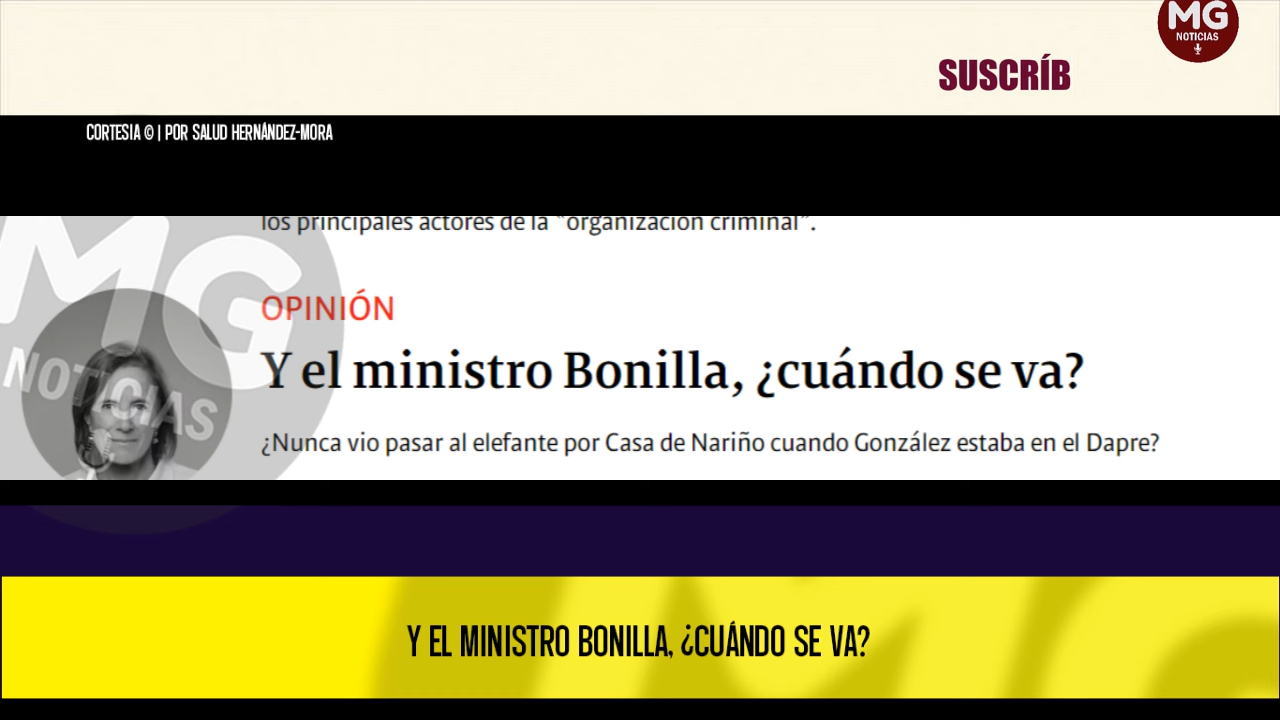 MG
NOTICIAS
SUSCRÍB
CORTESIA © | POR SALUD HERNÁNDEZ-MORA
los principales actores de la "organización criminal".
MG
NOTICIAS
OPINIÓN
Y el ministro Bonilla, ¿cuándo se va?
¿Nunca vio pasar al elefante por Casa de Nariño cuando González estaba en el Dapre?
Y EL MINISTRO BONILLA, ¿CUÁNDO SE VA?